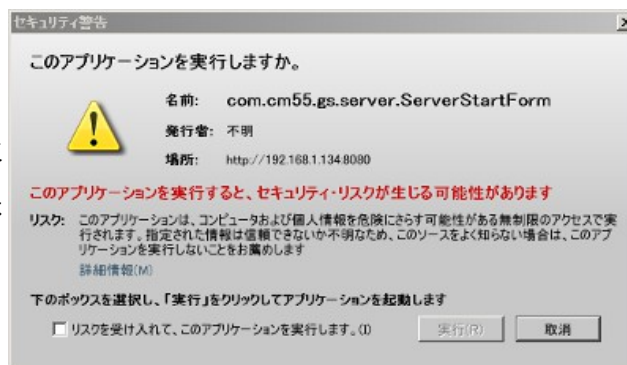 セキュリティ警告
このアプリケーションを実行しますか。
名前: com.cm55.gs.server.ServerStartForm
発行者: 不明
場所: http://192.168.1.134:8080
このアプリケーションを実行すると、セキュリティ・リスクが生じる可能性があります
リスク: このアプリケーションは、コンピュータおよび個人情報を危険にさらす可能性がある無制限のアクセスで実
行されます。指定された情報は信頼できないか不明なため、このソースをよく知らない場合は、このアプ
リケーションを実行しないことをお薦めします
詳細情報(M)
下のボックスを選択し、「実行」をクリックしてアプリケーションを起動します
リスクを受け入れて、このアプリケーションを実行します。(I)
実行(R) 取消